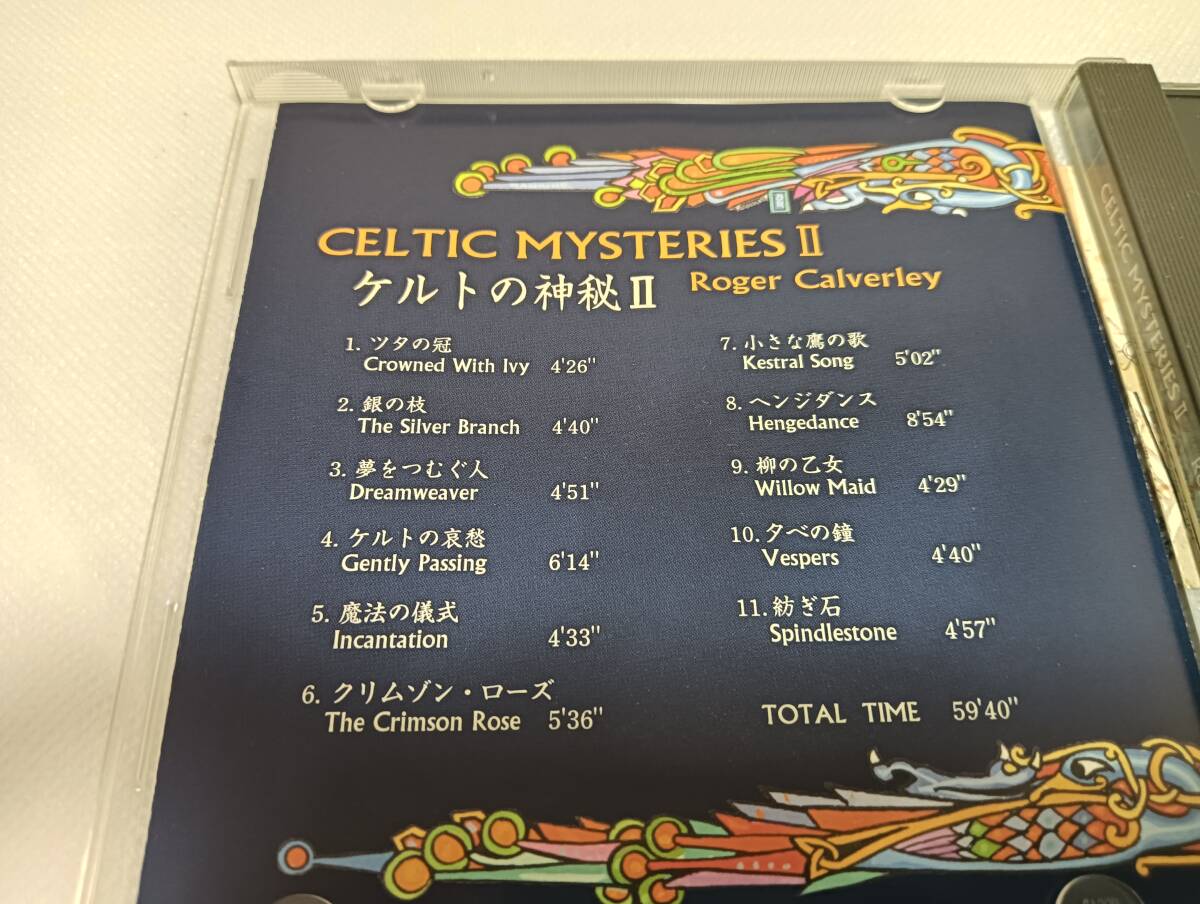 CELTIC MYSTERIES II
ケルトの神秘II Roger Calverley
1. ツタの冠
Crowned With Ivy 4'26"
2. 銀の枝
The Silver Branch 4'40"
3. 夢をつむぐ人
Dreamweaver 4'51"
4. ケルトの哀愁
Gently Passing 6'14"
5. 魔法の儀式
Incantation 4'33"
6. クリムゾン・ローズ
The Crimson Rose 5'36"
7. 小さな鷹の歌
Kestral Song 5'02"
8. ヘンジダンス
Hengedance 8'54"
9. 柳の乙女
Willow Maid 4'29"
10. 夕べの鐘
Vespers 4'40"
11. 紡ぎ石
Spindlestone 4'57"
TOTAL TIME 59'40"
CELTIC MYSTERIES II